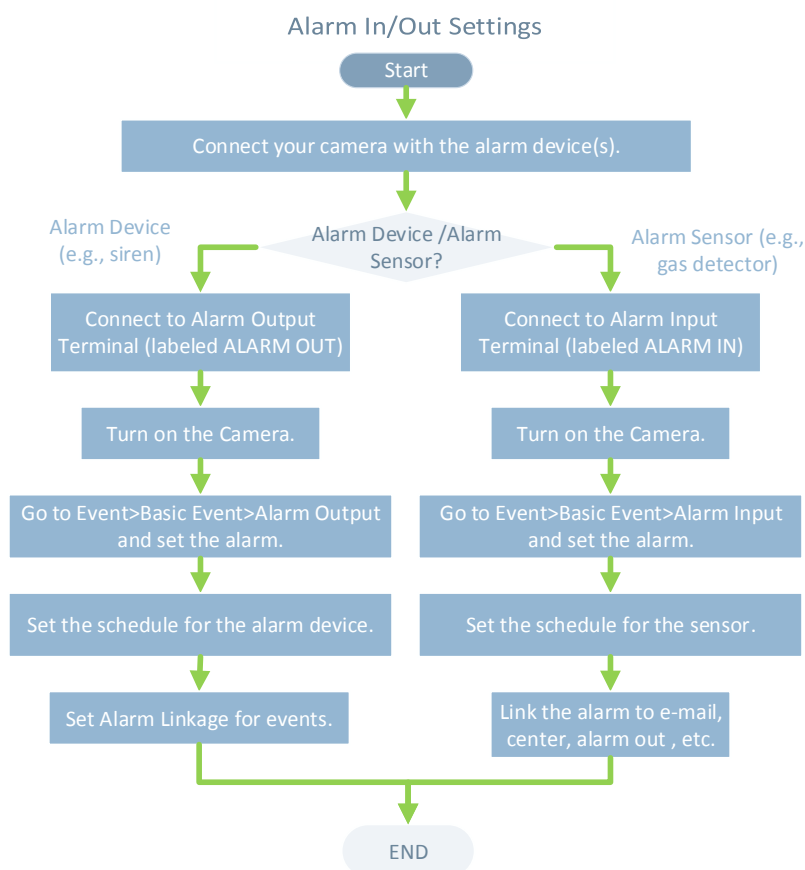 Alarm In/Out Settings
Start
Connect your camera with the alarm device(s).
Alarm Device /Alarm
Sensor?
Alarm Device
(e.g., siren)
Alarm Sensor (e.g.,
gas detector)
Connect to Alarm Output
Terminal (labeled ALARM OUT)
Turn on the Camera.
Go to Event>Basic Event>Alarm Output
and set the alarm.
Set the schedule for the alarm device.
Set Alarm Linkage for events.
Connect to Alarm Input
Terminal (labeled ALARM IN)
Turn on the Camera.
Go to Event>Basic Event>Alarm Input
and set the alarm.
Set the schedule for the sensor.
Link the alarm to e-mail,
center, alarm out , etc.
END